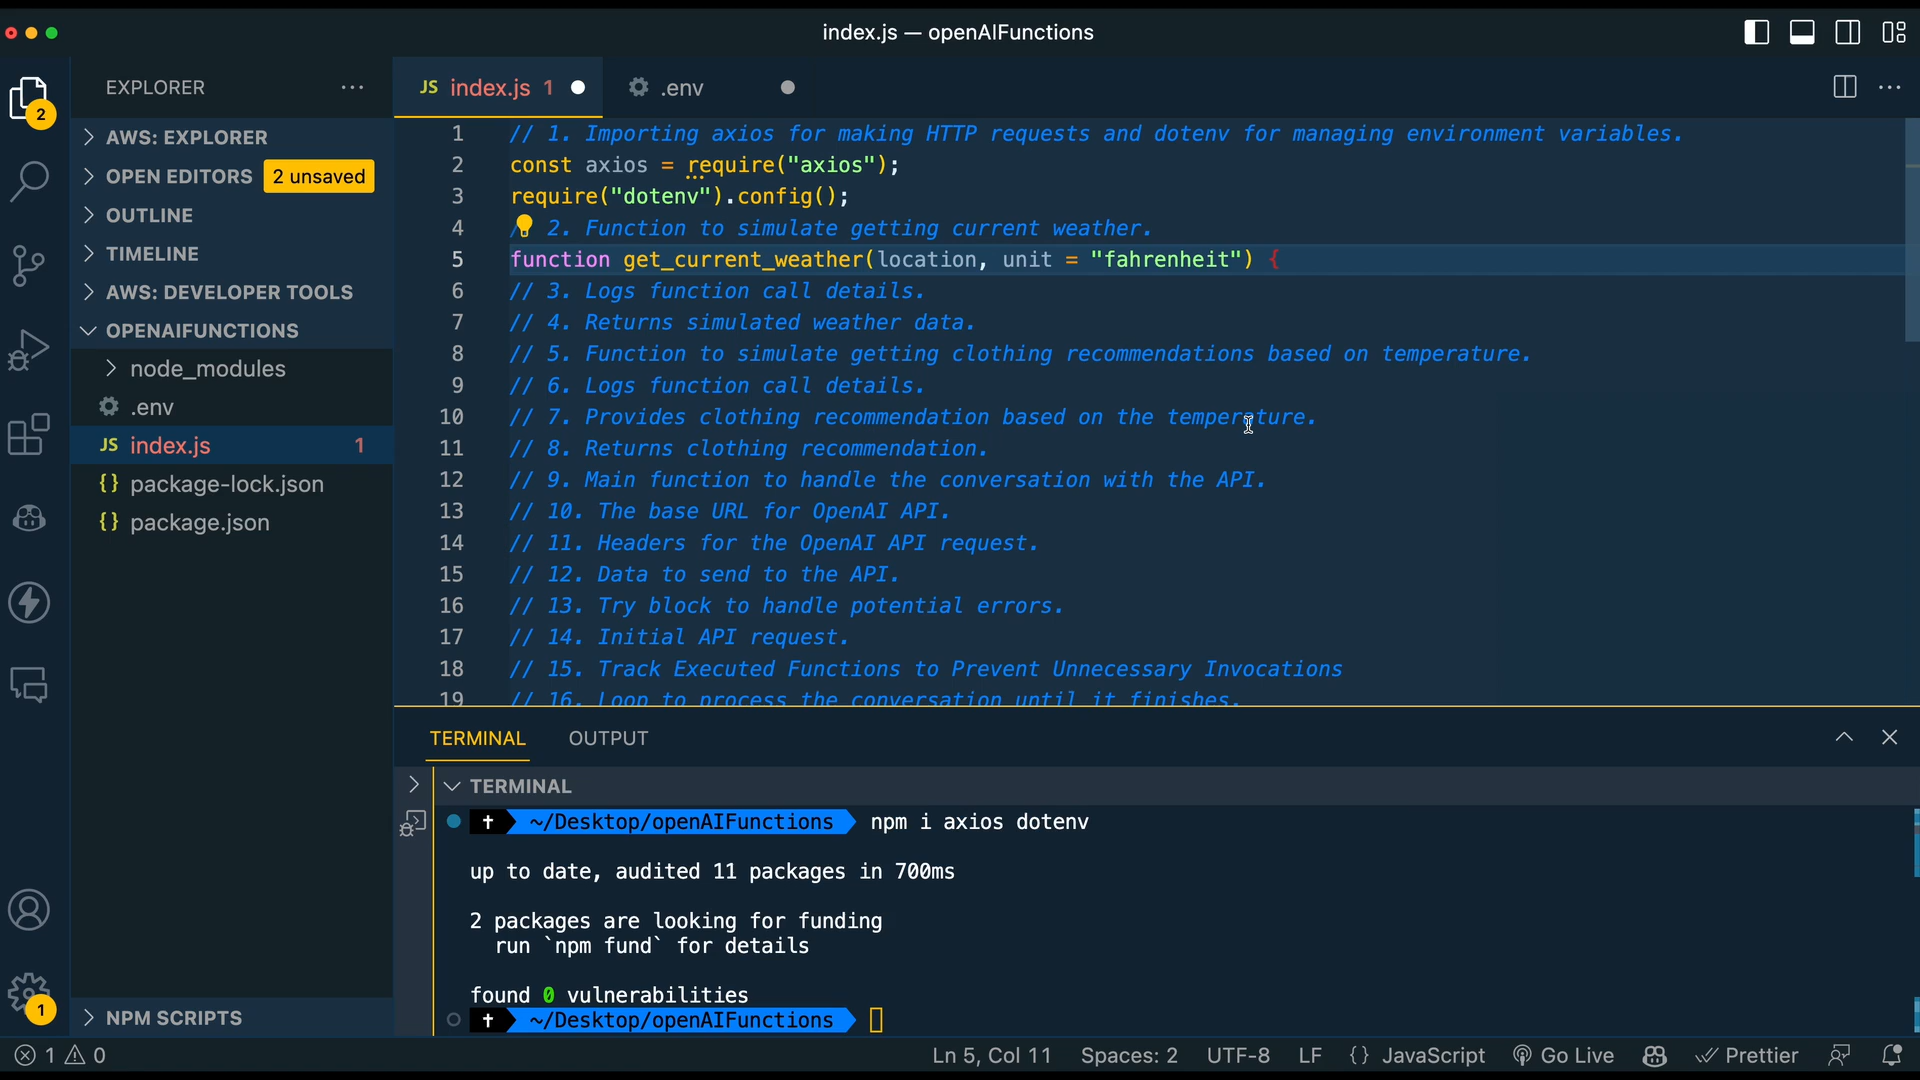 index.js — openAIFunctions
EXPLORER
2
AWS: EXPLORER
OPEN EDITORS 2 unsaved
OUTLINE
TIMELINE
AWS: DEVELOPER TOOLS
OPENAIFUNCTIONS
node_modules
.env
JS index.js 1
{} package-lock.json
{} package.json
NPM SCRIPTS
1
JS index.js 1
.env
1 // 1. Importing axios for making HTTP requests and dotenv for managing environment variables.
2 const axios = require("axios");
3 require("dotenv").config();
4 / 2. Function to simulate getting current weather.
5 function get_current_weather(location, unit = "fahrenheit") {
6 // 3. Logs function call details.
7 // 4. Returns simulated weather data.
8 // 5. Function to simulate getting clothing recommendations based on temperature.
9 // 6. Logs function call details.
10 // 7. Provides clothing recommendation based on the temperature.
11 // 8. Returns clothing recommendation.
12 // 9. Main function to handle the conversation with the API.
13 // 10. The base URL for OpenAI API.
14 // 11. Headers for the OpenAI API request.
15 // 12. Data to send to the API.
16 // 13. Try block to handle potential errors.
17 // 14. Initial API request.
18 // 15. Track Executed Functions to Prevent Unnecessary Invocations
19 // 16. Loop to process the conversation until it finishes.
TERMINAL OUTPUT
TERMINAL
~/Desktop/openAIFunctions npm i axios dotenv
up to date, audited 11 packages in 700ms
2 packages are looking for funding
run `npm fund` for details
found 0 vulnerabilities
~/Desktop/openAIFunctions
1 0 Ln 5, Col 11 Spaces: 2 UTF-8 LF {} JavaScript Go Live Prettier